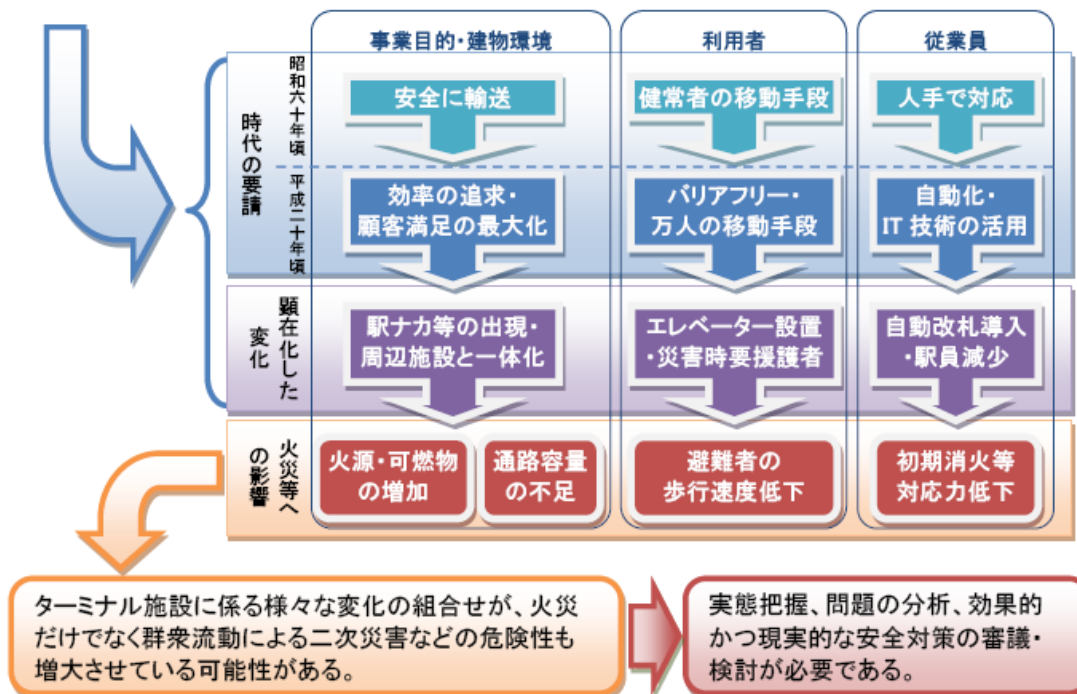 事業目的・建物環境
利用者
従業員
時代の要請
昭和六十年頃
安全に輸送
健常者の移動手段
人手で対応
平成二十年頃
効率の追求・
顧客満足の最大化
バリアフリー・
万人の移動手段
自動化・
IT 技術の活用
顕在化した
変化
駅ナカ等の出現・
周辺施設と一体化
エレベーター設置
・災害時要援護者
自動改札導入
・駅員減少
火災等へ
の影響
火源・可燃物
の増加
通路容量
の不足
避難者の
歩行速度低下
初期消火等
対応力低下
ターミナル施設に係る様々な変化の組合せが、火災
だけでなく群衆流動による二次災害などの危険性も
増大させている可能性がある。
実態把握、問題の分析、効果的
かつ現実的な安全対策の審議・
検討が必要である。